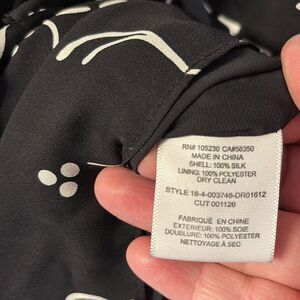 RN# 105230 CA#58350
MADE IN CHINA
SHELL: 100% SILK
LINING: 100% POLYESTER
DRY CLEAN
STYLE 18-4-003746-DR01612
CUT 001126
FABRIQUÉ EN CHINE
EXTERIEUR: 100% SOIE
DOUBLURE: 100% POLYESTER
NETTOYAGE À SEC